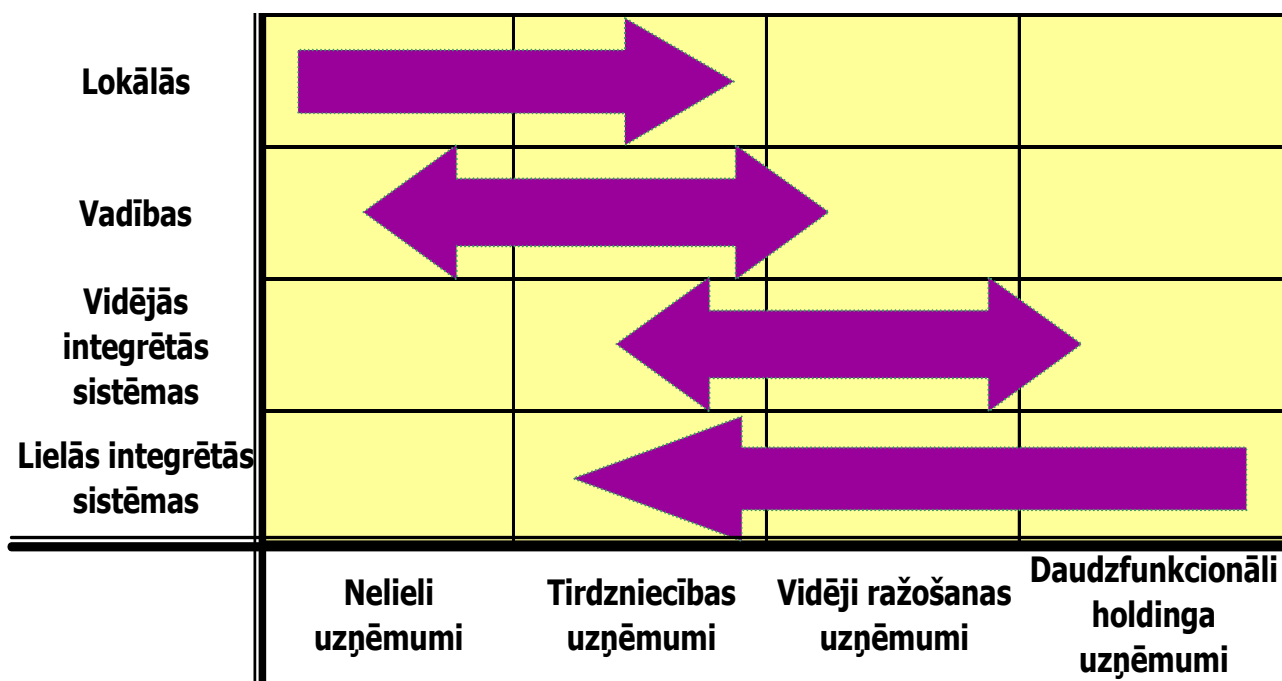 Lokālās
Vadības
Vidējās
integrētās
sistēmas
Lielās integrētās
sistēmas
Nelieli
uzņēmumi
Tirdzniecības
uzņēmumi
Vidēji ražošanas
uzņēmumi
Daudzfunkcionāli
holdinga
uzņēmumi